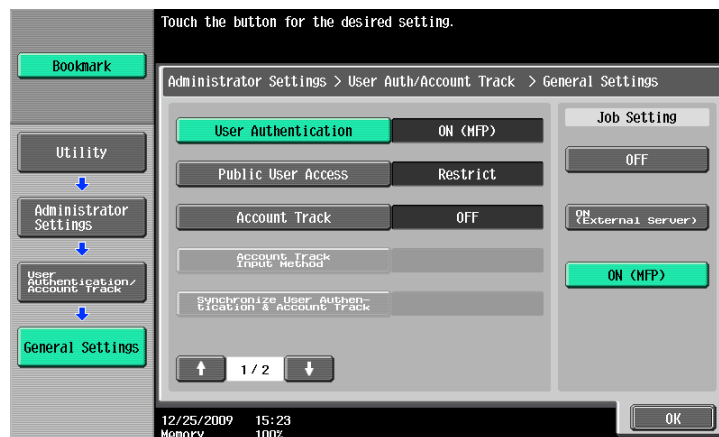 Touch the button for the desired setting.
Bookmark
Administrator Settings > User Auth/Account Track > General Settings
Utility
Administrator
Settings
User
Authentication/
Account Track
General Settings
User Authentication
ON (MFP)
Public User Access
Restrict
Account Track
OFF
Account Track
Input Method
Synchronize User Authen-
tication & Account Track
1/ 2
Job Setting
OFF
ON
(External Server)
ON (MFP)
12/25/2009 15:23
Memory 100%
OK